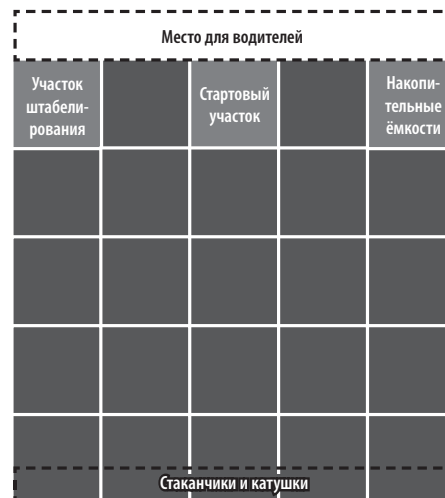 Место для водителей
Участок
штабели-
рования
Стартовый
участок
Накопи-
тельные
ёмкости
Стаканчики и катушки